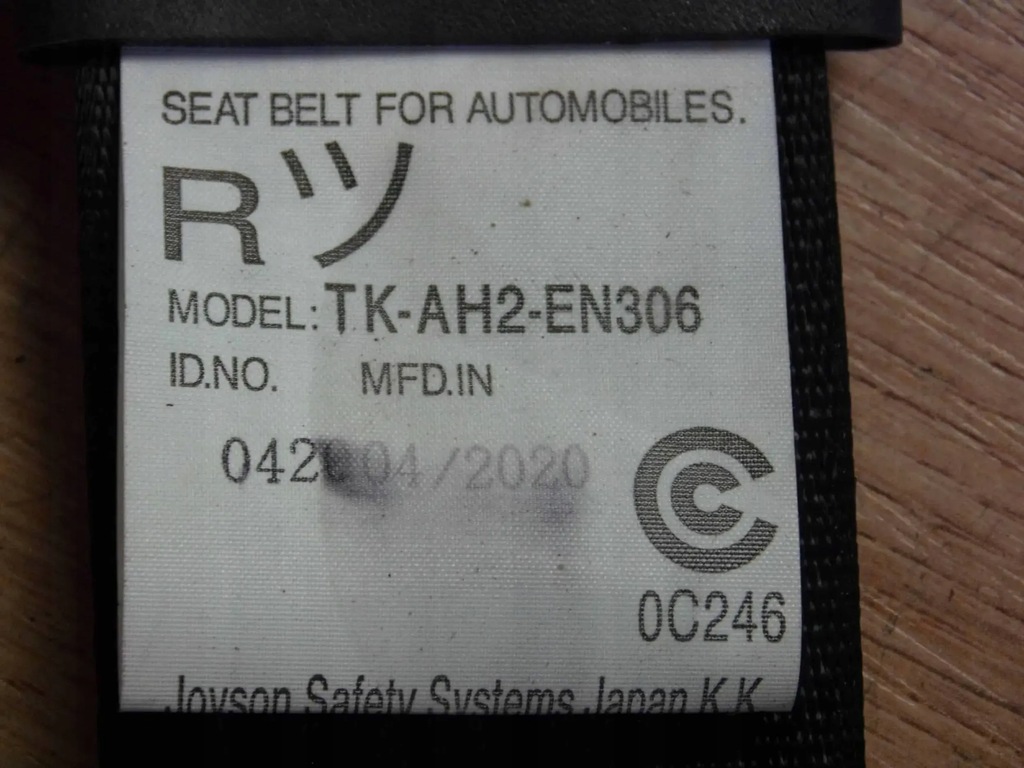 SEAT BELT FOR AUTOMOBILES.
Rツ
MODEL: TK-AH2-EN306
ID.NO. MFD.IN
04/2020
C
0C246
Joyson Safety Systems Japan K.K